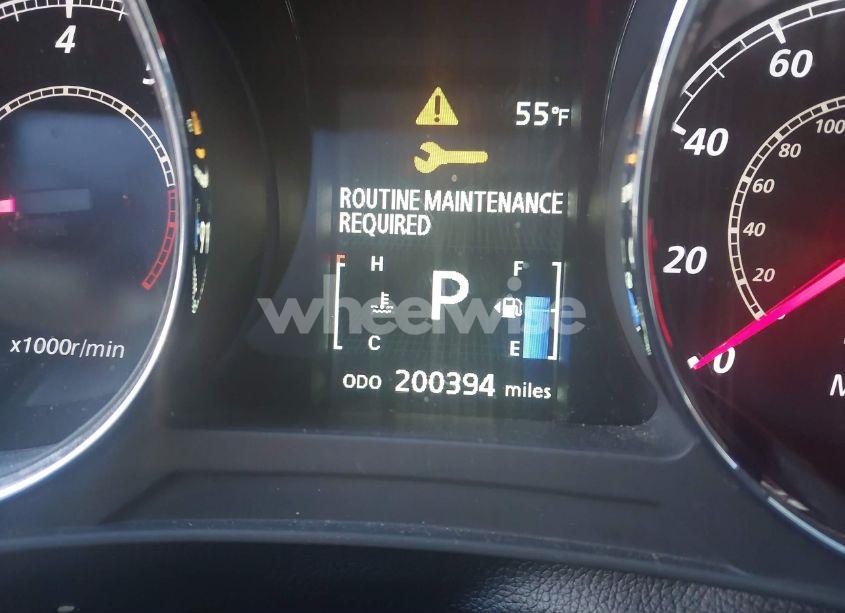 4
5
x1000r/min
55°F
ROUTINE MAINTENANCE
REQUIRED
H
F
P
C
E
ODO 200394 miles
wheelwise
60
40
20
0
100
80
60
40
20
M